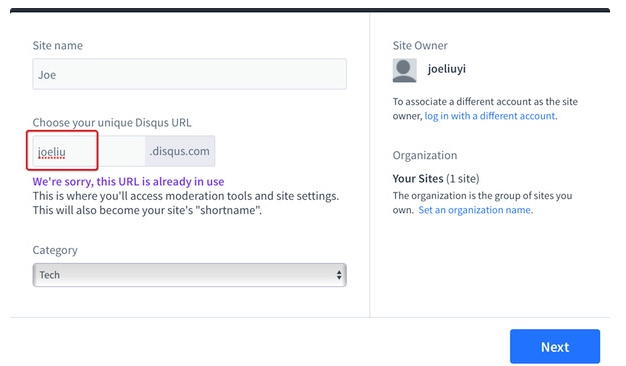 Site name
Joe
Choose your unique Disqus URL
joeliu
.disqus.com
We're sorry, this URL is already in use
This is where you'll access moderation tools and site settings.
This will also become your site's "shortname".
Category
Tech
Site Owner
joeliuyi
To associate a different account as the site
owner, log in with a different account.
Organization
Your Sites (1 site)
The organization is the group of sites you
own. Set an organization name.
Next